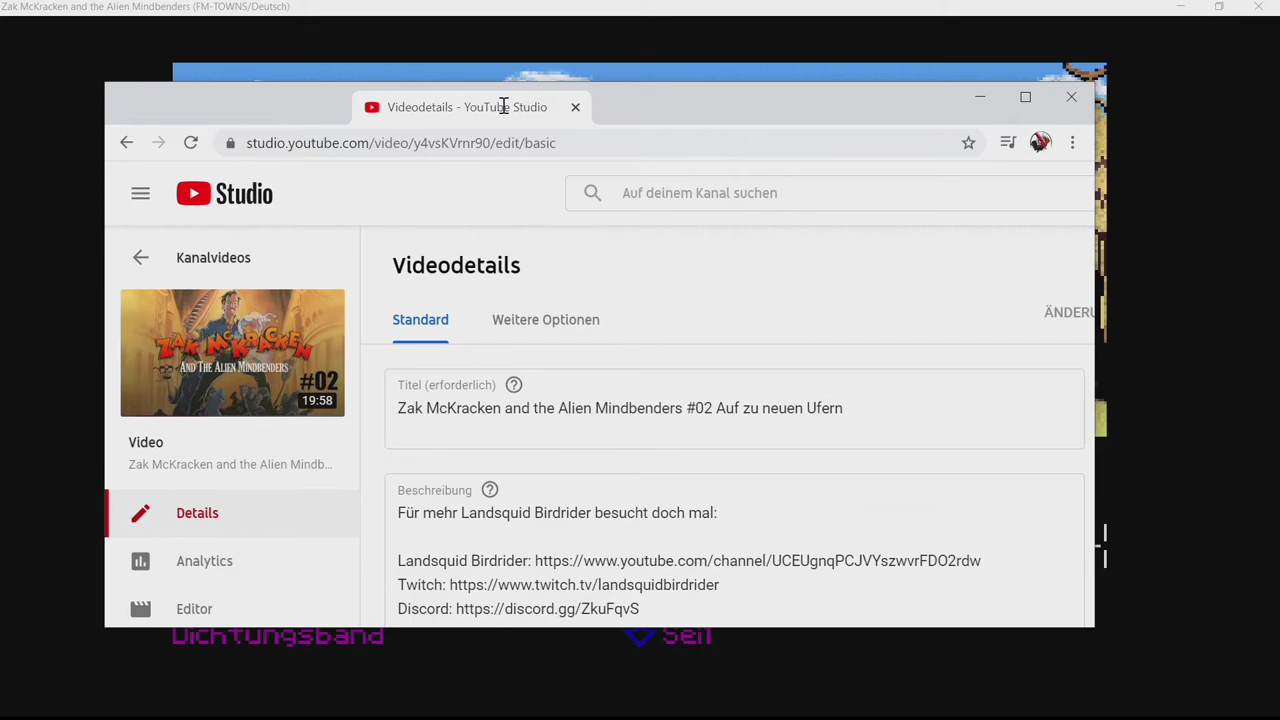 Zak McKracken and the Alien Mindbenders (FM-TOWNS/Deutsch)
Videodetails - YouTube Studio
studio.youtube.com/video/y4vsKVrnr90/edit/basic
Studio
Auf deinem Kanal suchen
Kanalvideos
Videodetails
Standard
Weitere Optionen
ÄNDERU
ZAK MCKRACKEN
AND THE ALIEN MINDBENDERS
#02
19:58
Titel (erforderlich)
Zak McKracken and the Alien Mindbenders #02 Auf zu neuen Ufern
Video
Zak McKracken and the Alien Mindb...
Beschreibung
Für mehr Landsquid Birdrider besucht doch mal:
Details
Landsquid Birdrider: https://www.youtube.com/channel/UCEUgnqPCJVYszwvrFDO2rdw
Analytics
Twitch: https://www.twitch.tv/landsquidbirdrider
Discord: https://discord.gg/ZkuFqvS
Editor
Dichtungsband
Seil